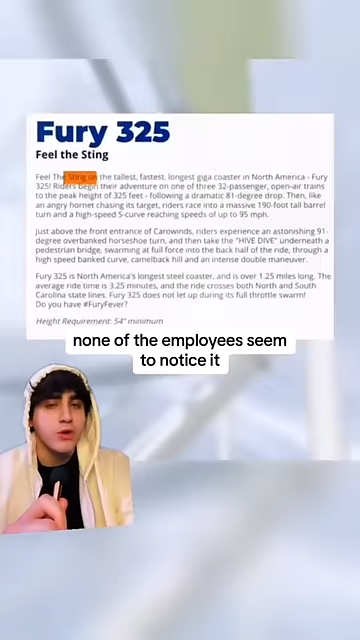 Fury 325
Feel the Sting
Feel The Sting on the tallest, fastest, longest giga coaster in North America - Fury
325! Riders begin their adventure on one of three 32-passenger, open-air trains
to the peak height of 325 feet - following a dramatic 81-degree drop. Then, like
an angry hornet chasing its target, riders race into a massive 190-foot tall barrel
turn and a high-speed S-curve reaching speeds of up to 95 mph.
Just above the front entrance of Carowinds, riders experience an astonishing 91-
degree overbanked horseshoe turn, and then take the "HIVE DIVE" underneath a
pedestrian bridge, swarming at full force into the back half of the ride, through a
high speed banked curve, camelback hill and an intense double maneuver.
Fury 325 is North America's longest steel coaster, and is over 1.25 miles long. The
average ride time is 3.25 minutes, and the ride crosses both North and South
Carolina state lines. Fury 325 does not let up during its full throttle swarm!
Do you have #FuryFever?
Height Requirement: 54" minimum
none of the employees seem
to notice it